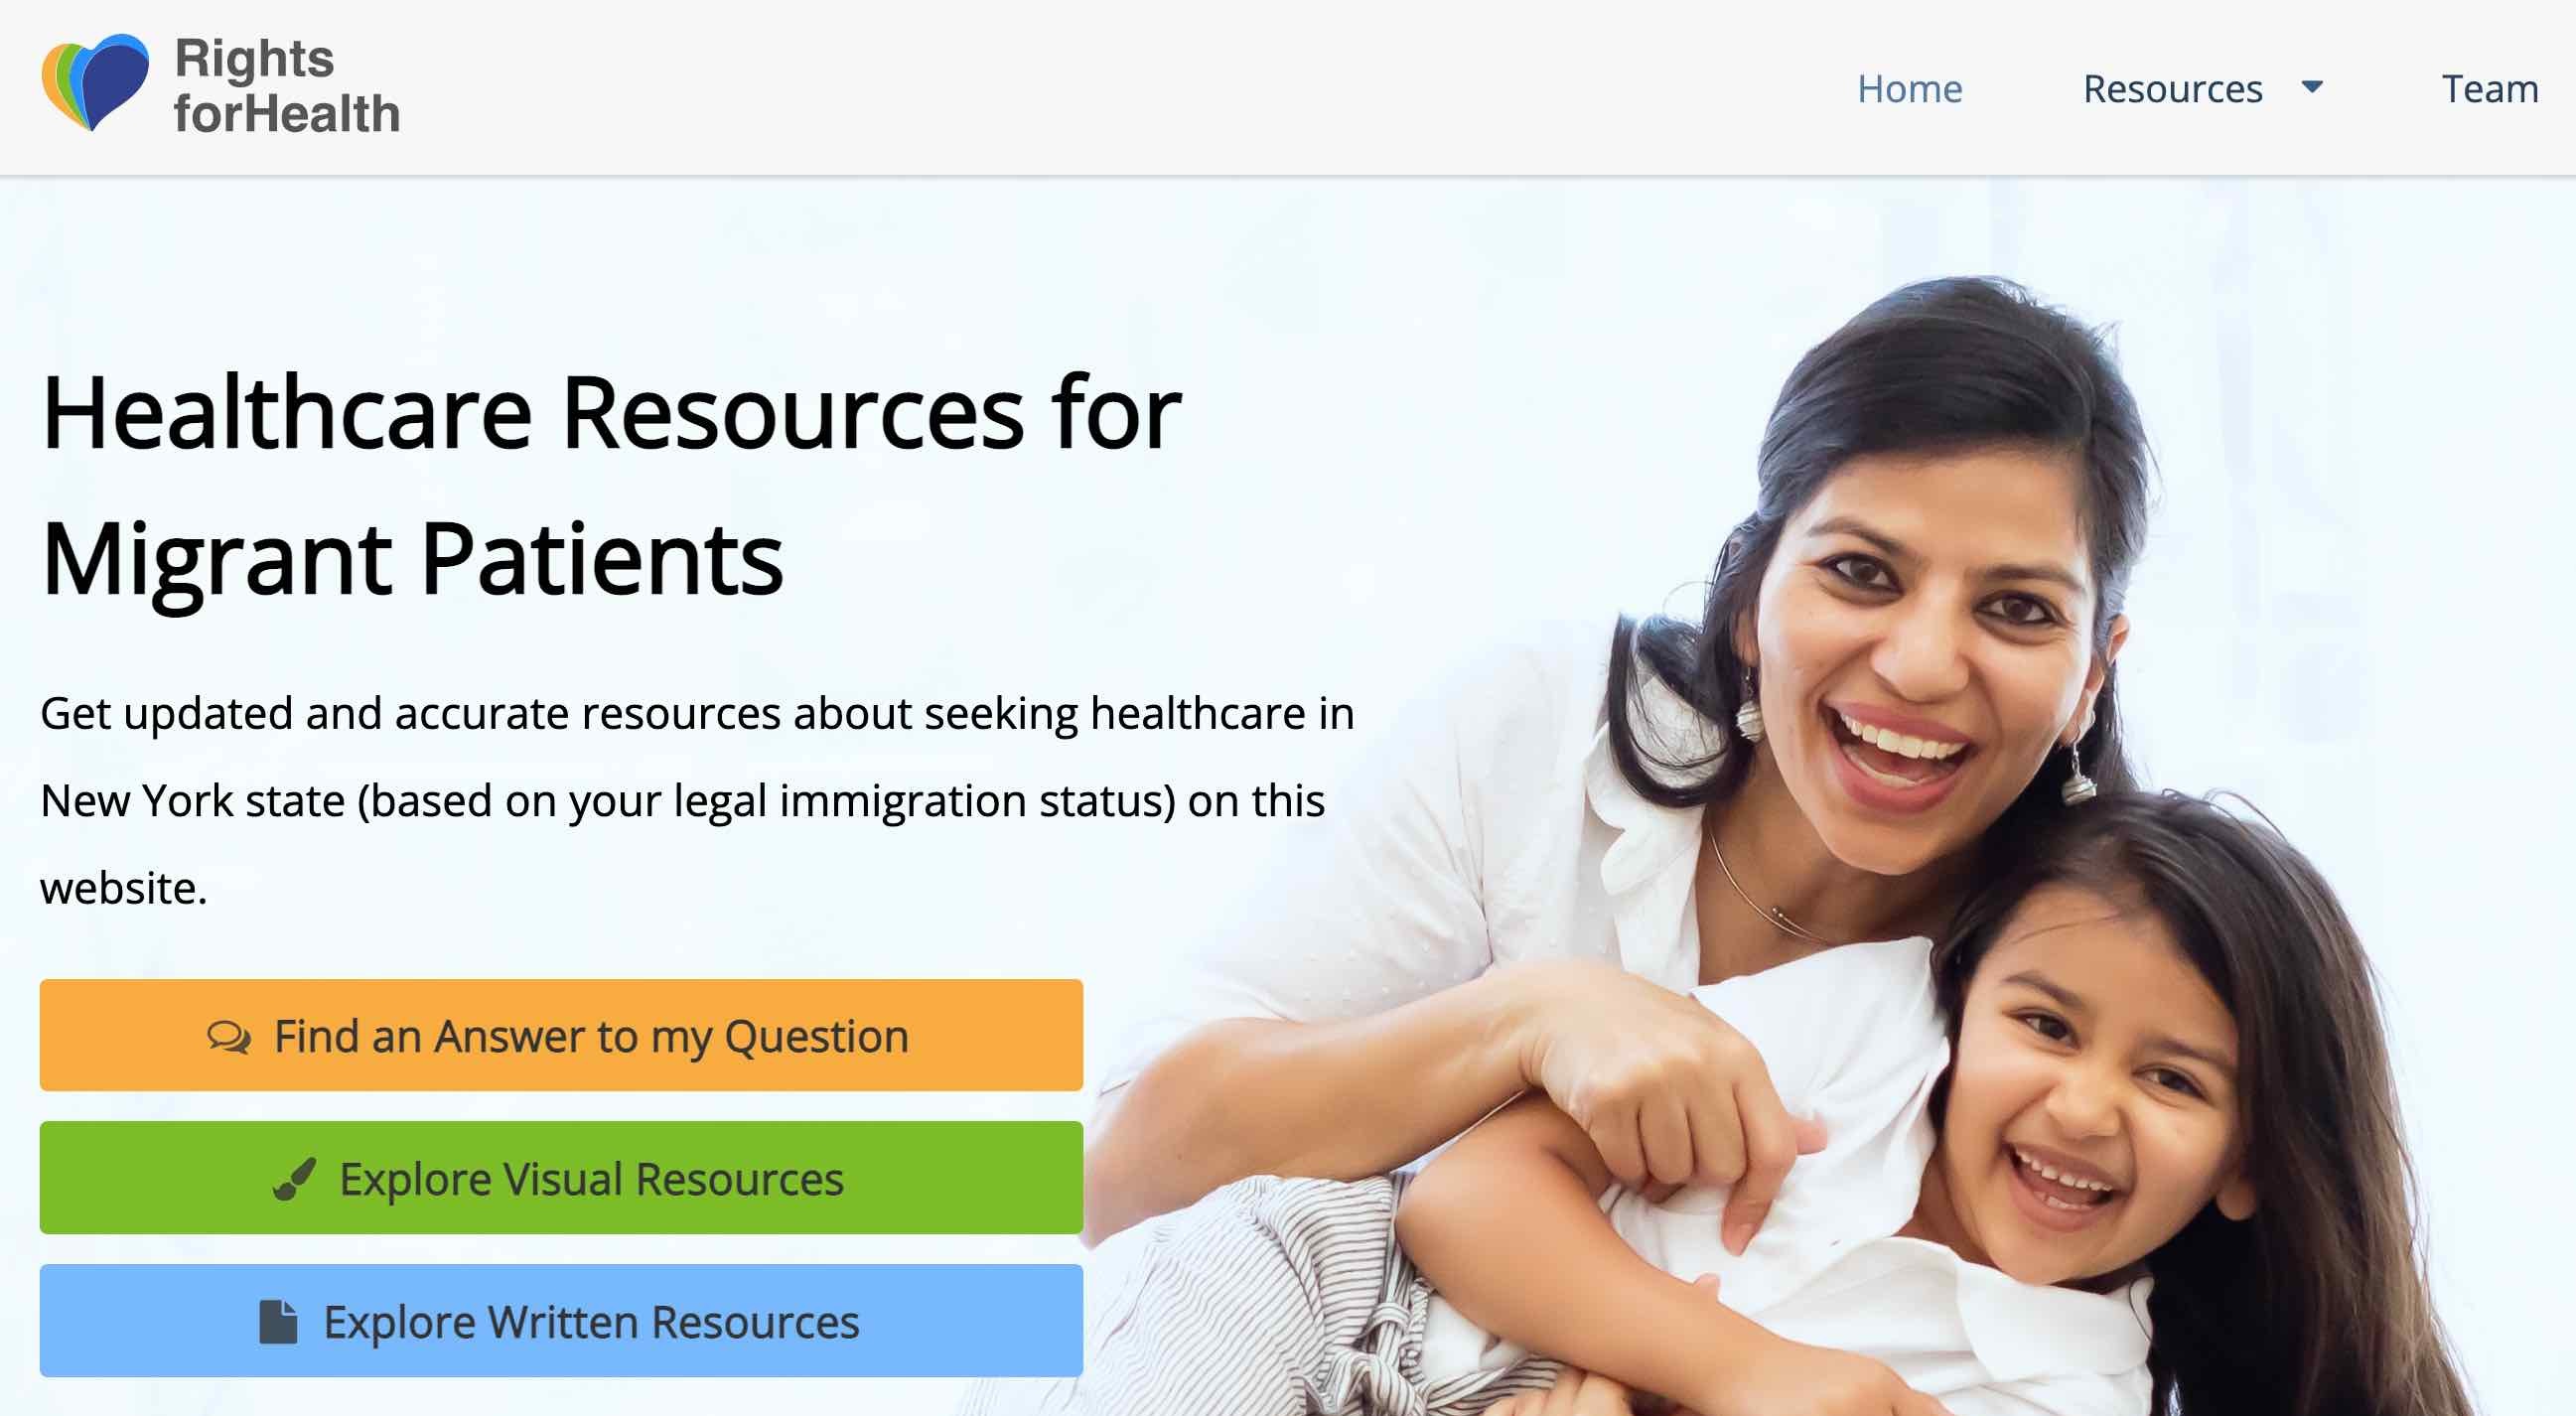 Rights
forHealth
Home
Resources
Team
Healthcare Resources for
Migrant Patients
Get updated and accurate resources about seeking healthcare in
New York state (based on your legal immigration status) on this
website.
Find an Answer to my Question
Explore Visual Resources
Explore Written Resources